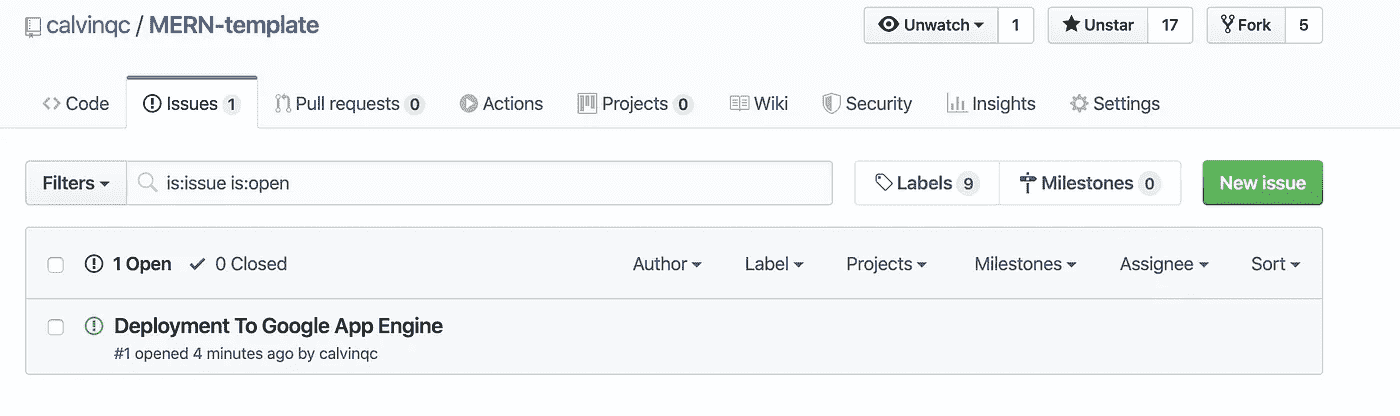 calvinqc / MERN-template Unwatch 1 Unstar 17 Fork 5
Code Issues 1 Pull requests 0 Actions Projects 0 Wiki Security Insights Settings
Filters is:issue is:open Labels 9 Milestones 0 New issue
1 Open 0 Closed Author Label Projects Milestones Assignee Sort
Deployment To Google App Engine
#1 opened 4 minutes ago by calvinqc